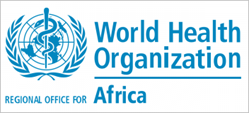 World Health
Organization
REGIONAL OFFICE FOR Africa